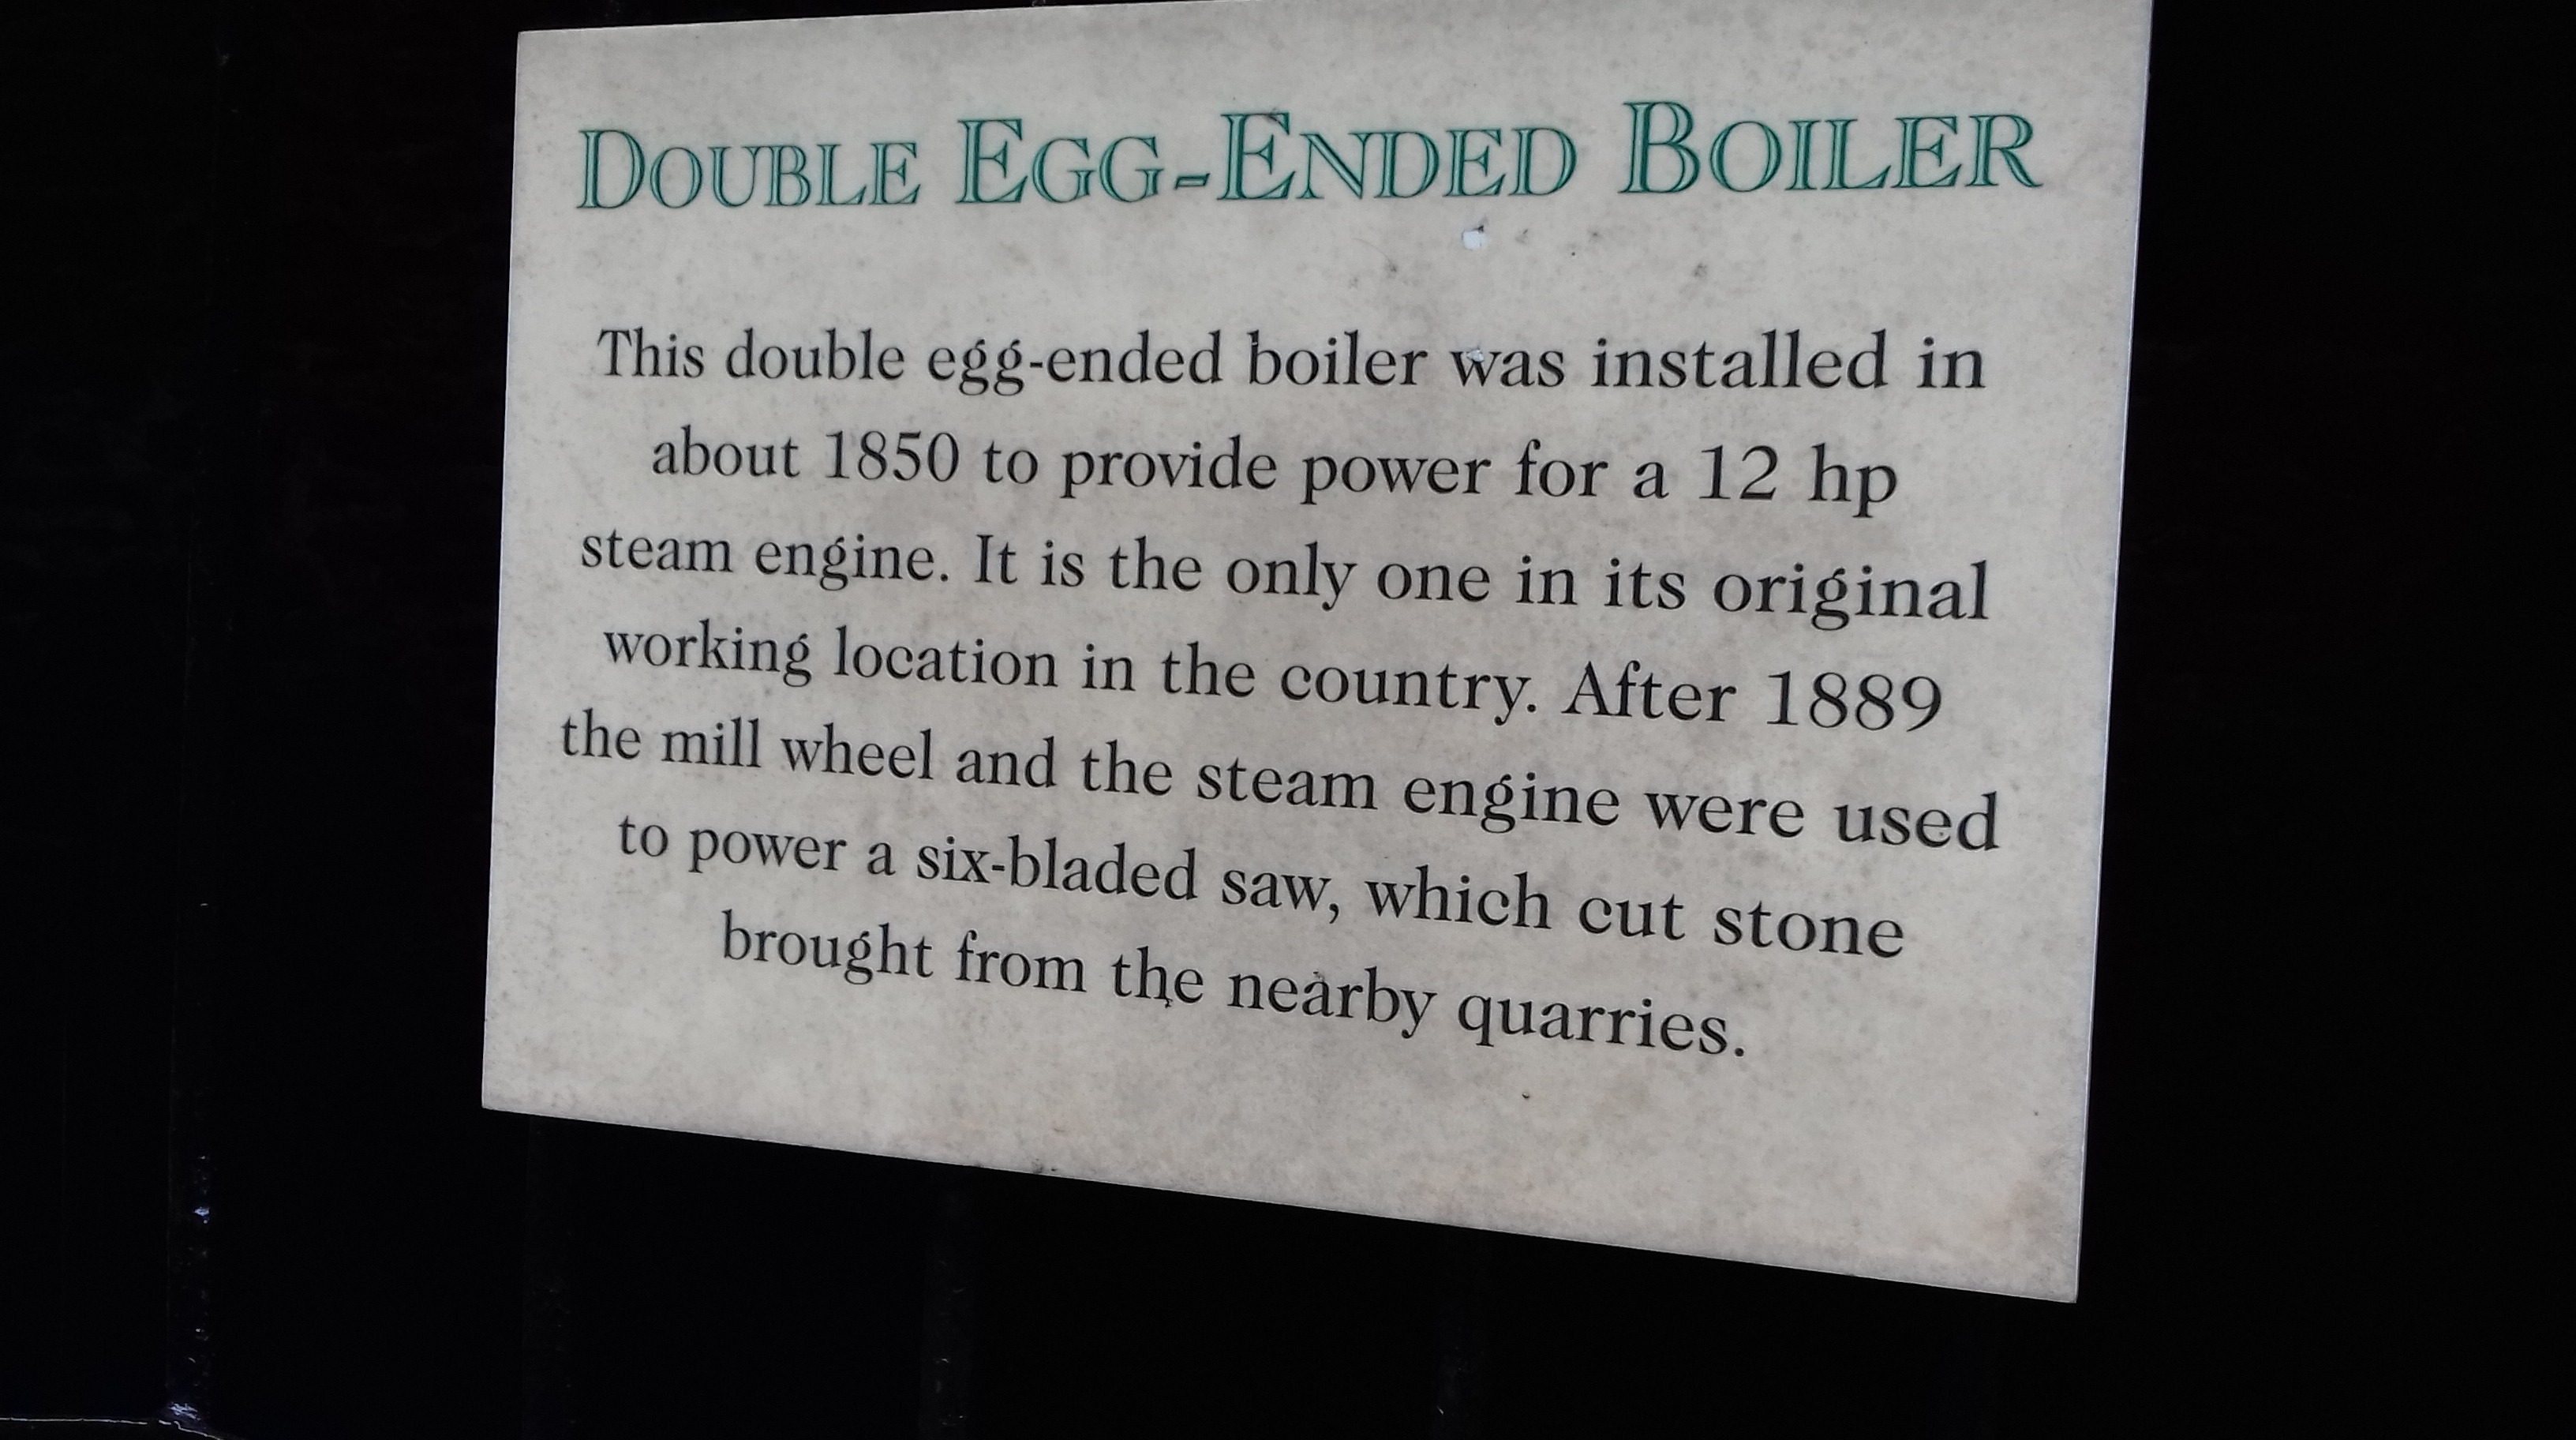 DOUBLE EGG-ENDED BOILER
This double egg-ended boiler was installed in
about 1850 to provide power for a 12 hp
steam engine. It is the only one in its original
working location in the country. After 1889
the mill wheel and the steam engine were used
to power a six-bladed saw, which cut stone
brought from the nearby quarries.